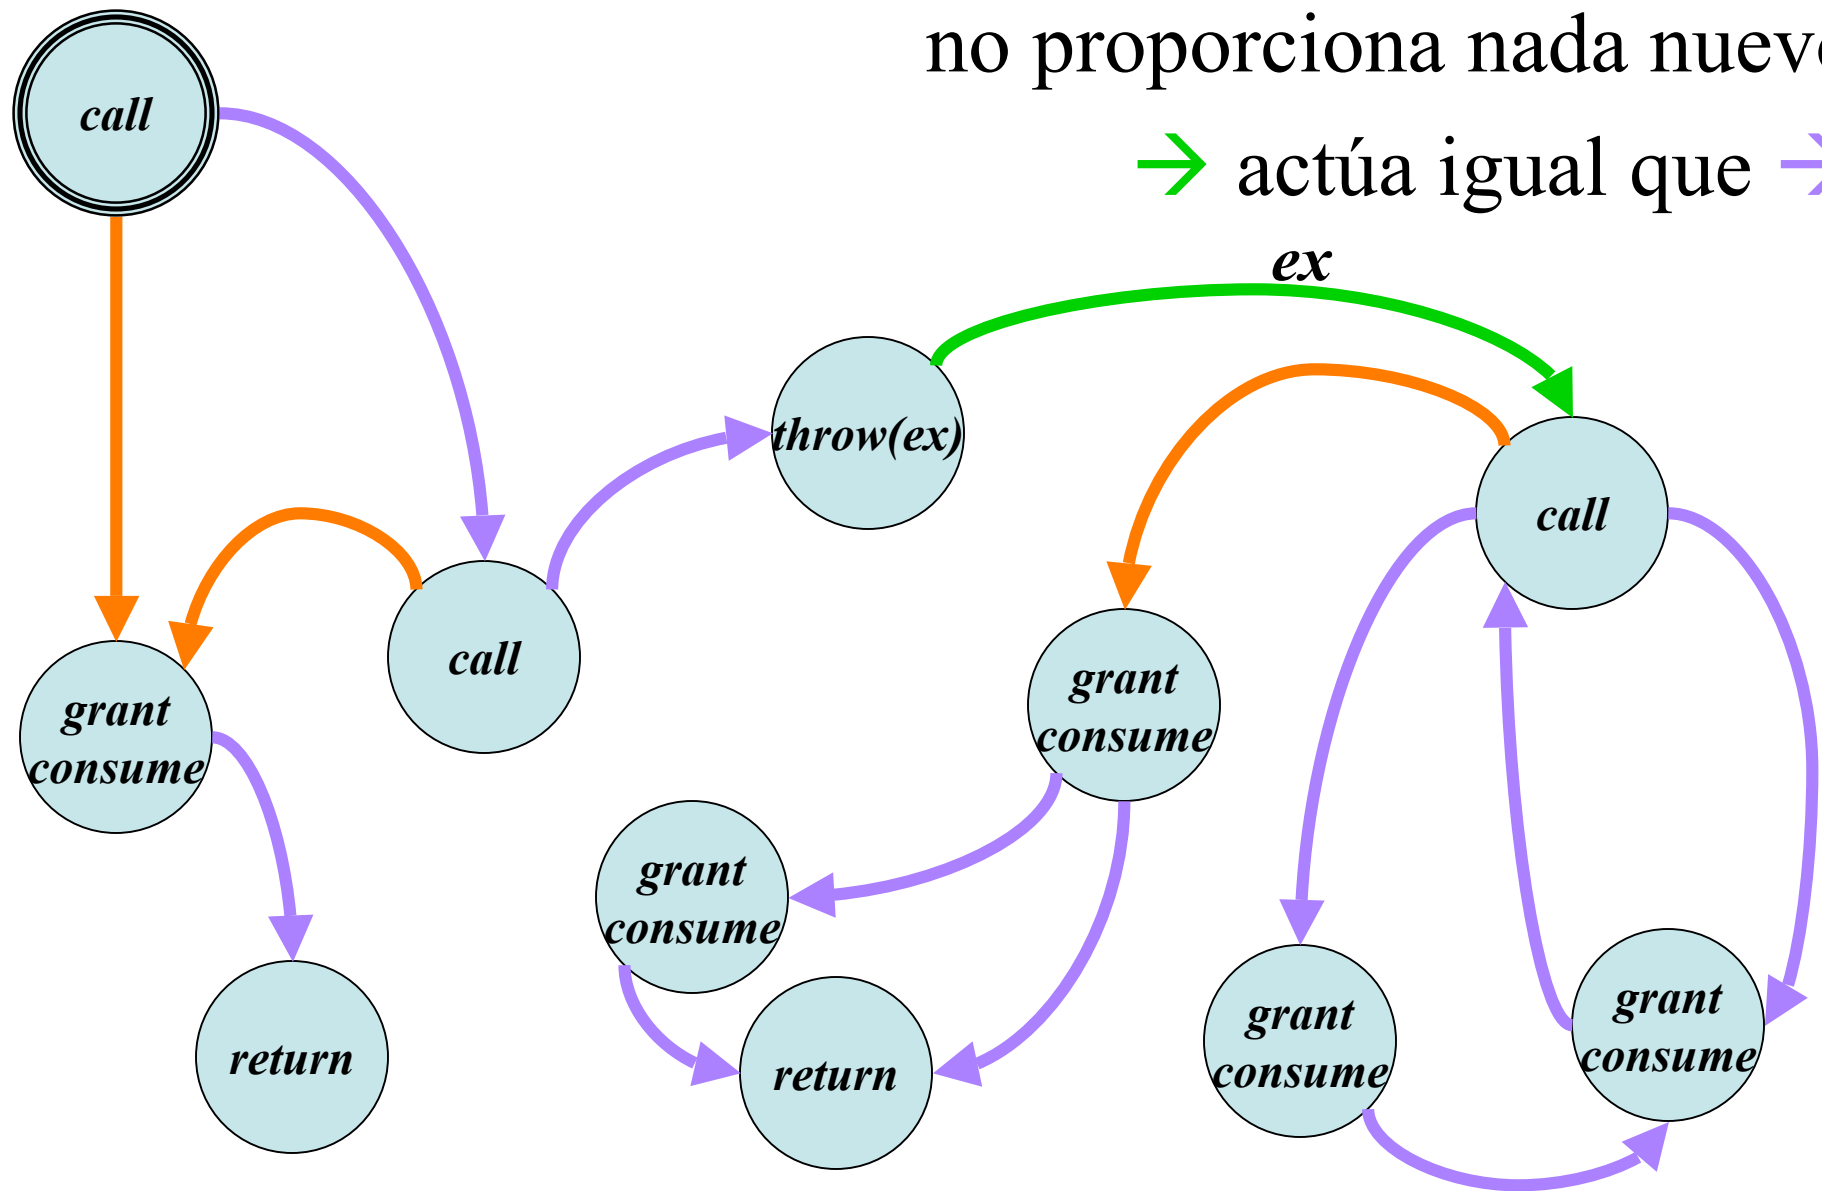 no proporciona nada nuevo
→ actúa igual que →
call
ex
throw(ex)
call
call
grant
consume
grant
consume
grant
consume
return
return
grant
consume
grant
consume